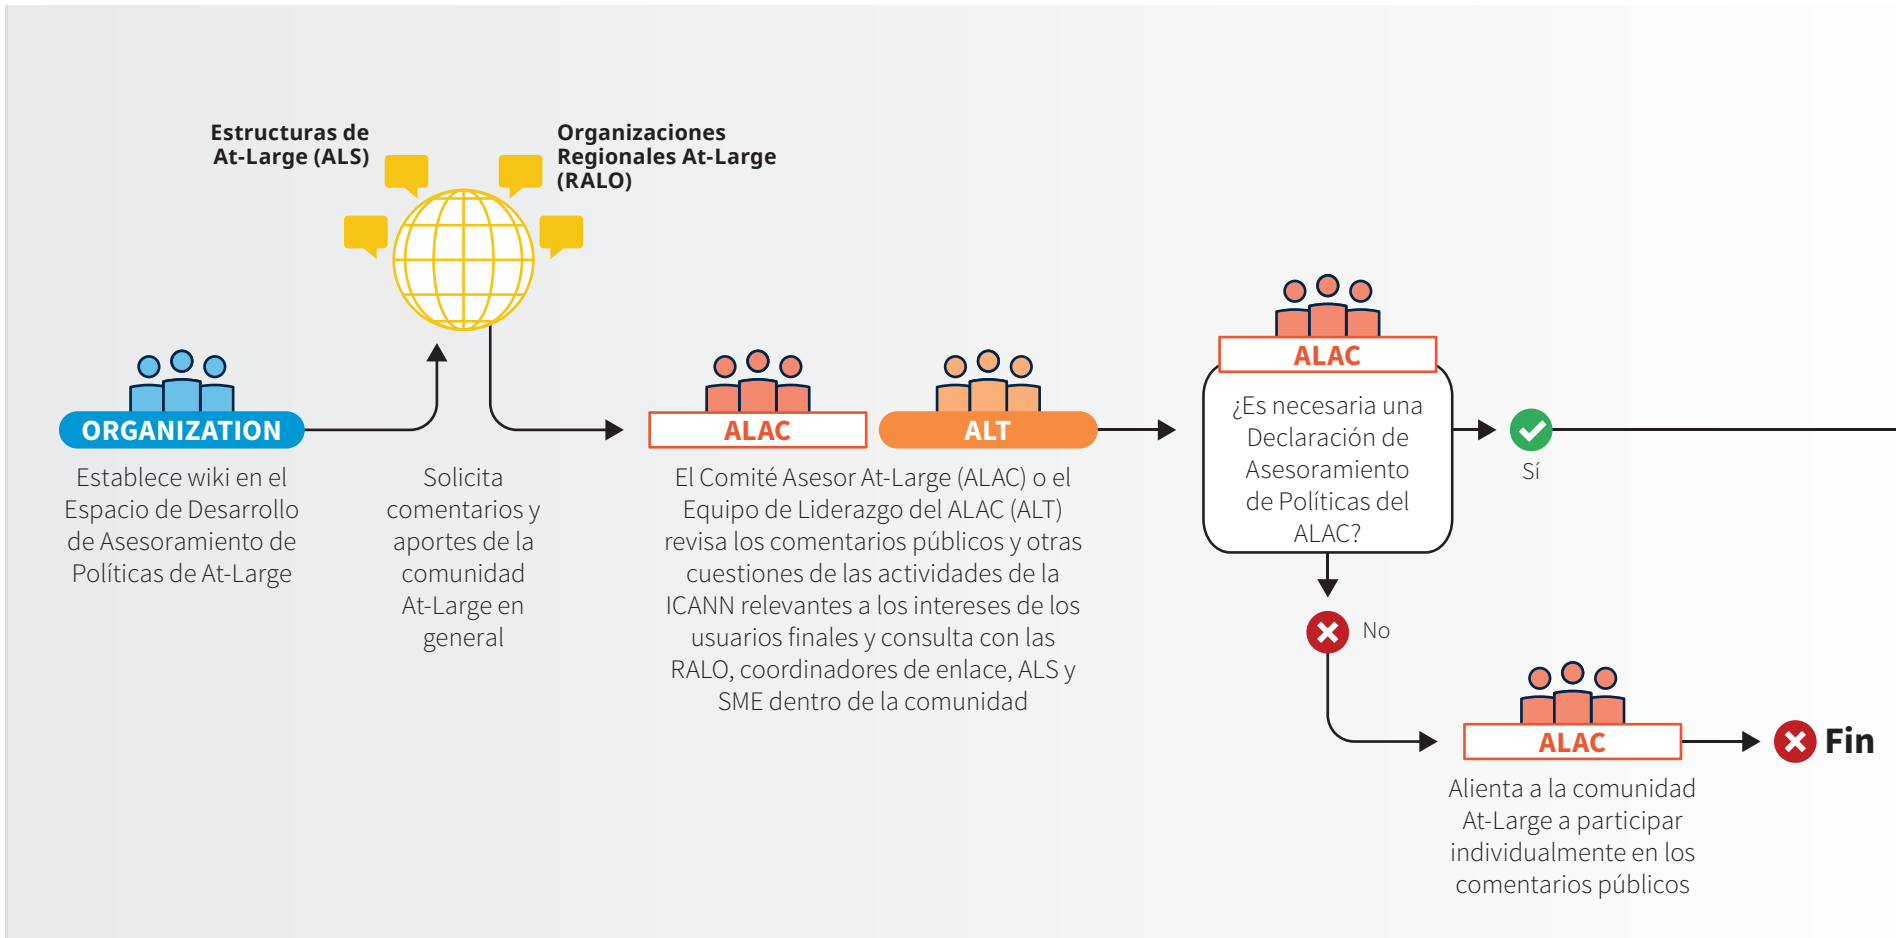 Estructuras de
At-Large (ALS)
Organizaciones
Regionales At-Large
(RALO)
ORGANIZATION
Establece wiki en el
Espacio de Desarrollo
de Asesoramiento de
Políticas de At-Large
Solicita
comentarios y
aportes de la
comunidad
At-Large en
general
ALAC
ALT
El Comité Asesor At-Large (ALAC) o el
Equipo de Liderazgo del ALAC (ALT)
revisa los comentarios públicos y otras
cuestiones de las actividades de la
ICANN relevantes a los intereses de los
usuarios finales y consulta con las
RALO, coordinadores de enlace, ALS y
SME dentro de la comunidad
ALAC
¿Es necesaria una
Declaración de
Asesoramiento
de Políticas del
ALAC?
Sí
No
ALAC
Alienta a la comunidad
At-Large a participar
individualmente en los
comentarios públicos
Fin